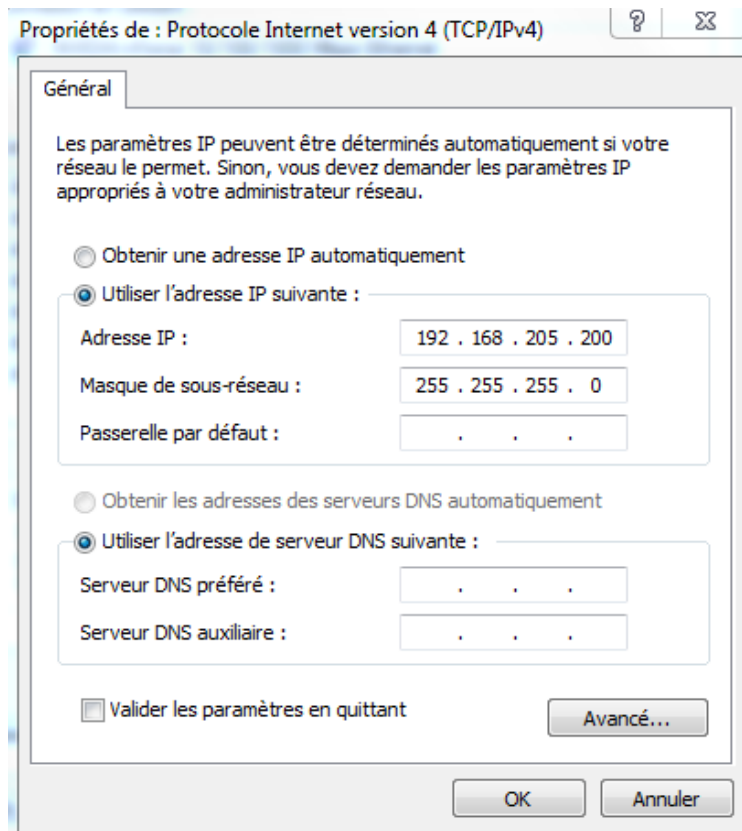 Propriétés de : Protocole Internet version 4 (TCP/IPv4)
Général
Les paramètres IP peuvent être déterminés automatiquement si votre
réseau le permet. Sinon, vous devez demander les paramètres IP
appropriés à votre administrateur réseau.
Obtenir une adresse IP automatiquement
Utiliser l'adresse IP suivante :
Adresse IP : 192 . 168 . 205 . 200
Masque de sous-réseau : 255 . 255 . 255 . 0
Passerelle par défaut : . . .
Obtenir les adresses des serveurs DNS automatiquement
Utiliser l'adresse de serveur DNS suivante :
Serveur DNS préféré : . . .
Serveur DNS auxiliaire : . . .
Valider les paramètres en quittant
Avancé...
OK Annuler